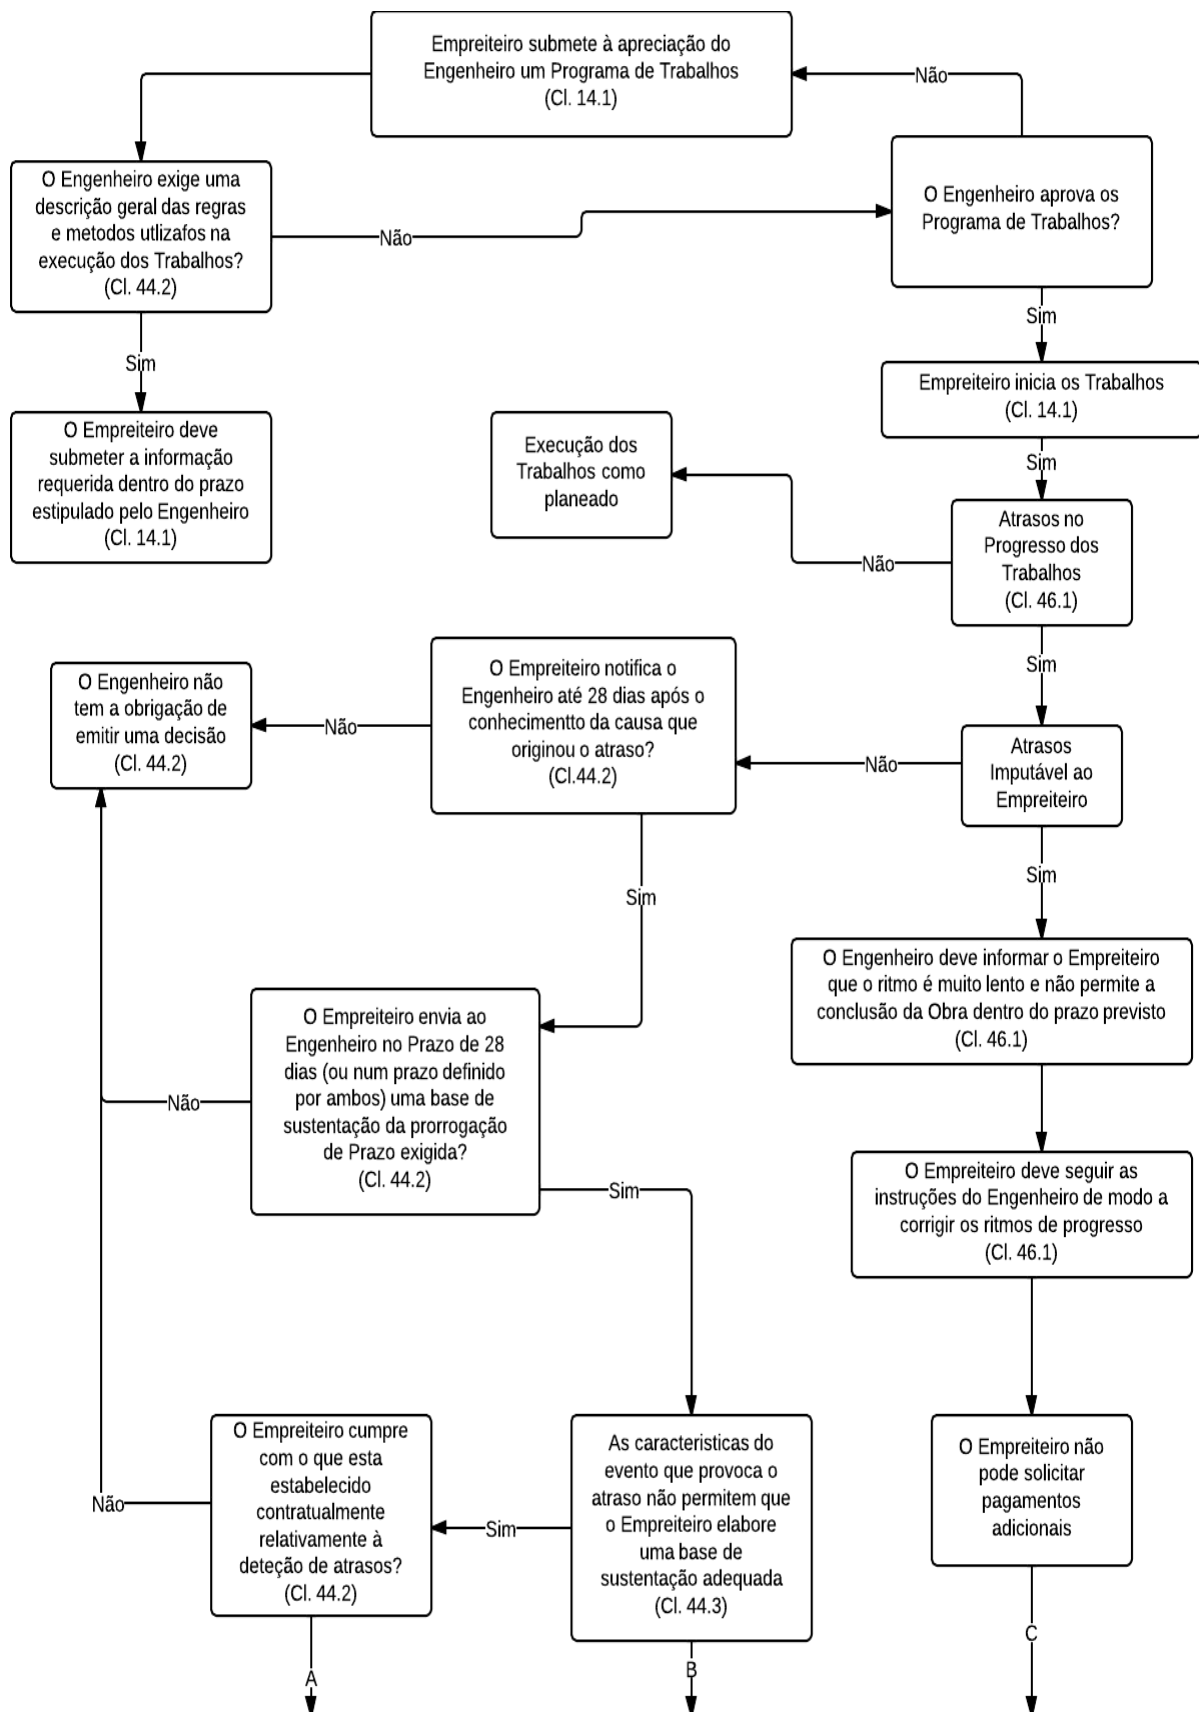 Empreiteiro submete à apreciação do
Engenheiro um Programa de Trabalhos
(Cl. 14.1)
Não
O Engenheiro exige uma
descrição geral das regras
e metodos utlizafos na
execução dos Trabalhos?
(Cl. 44.2)
Não
O Engenheiro aprova os
Programa de Trabalhos?
Sim
Sim
Empreiteiro inicia os Trabalhos
(Cl. 14.1)
O Empreiteiro deve
submeter a informação
requerida dentro do prazo
estipulado pelo Engenheiro
(Cl. 14.1)
Execução dos
Trabalhos como
planeado
Sim
Atrasos no
Progresso dos
Trabalhos
(Cl. 46.1)
Não
Sim
O Engenheiro não
tem a obrigação de
emitir uma decisão
(Cl. 44.2)
Não
O Empreiteiro notifica o
Engenheiro até 28 dias após o
conhecimentto da causa que
originou o atraso?
(Cl.44.2)
Não
Atrasos
Imputável ao
Empreiteiro
Sim
Sim
O Engenheiro deve informar o Empreiteiro
que o ritmo é muito lento e não permite a
conclusão da Obra dentro do prazo previsto
(Cl. 46.1)
O Empreiteiro envia ao
Engenheiro no Prazo de 28
dias (ou num prazo definido
por ambos) uma base de
sustentação da prorrogação
de Prazo exigida?
(Cl. 44.2)
Não
Sim
O Empreiteiro deve seguir as
instruções do Engenheiro de modo a
corrigir os ritmos de progresso
(Cl. 46.1)
Não
O Empreiteiro cumpre
com o que esta
estabelecido
contratualmente
relativamente à
deteção de atrasos?
(Cl. 44.2)
Sim
As caracteristicas do
evento que provoca o
atraso não permitem que
o Empreiteiro elabore
uma base de
sustentação adequada
(Cl. 44.3)
O Empreiteiro não
pode solicitar
pagamentos
adicionais
A
B
C